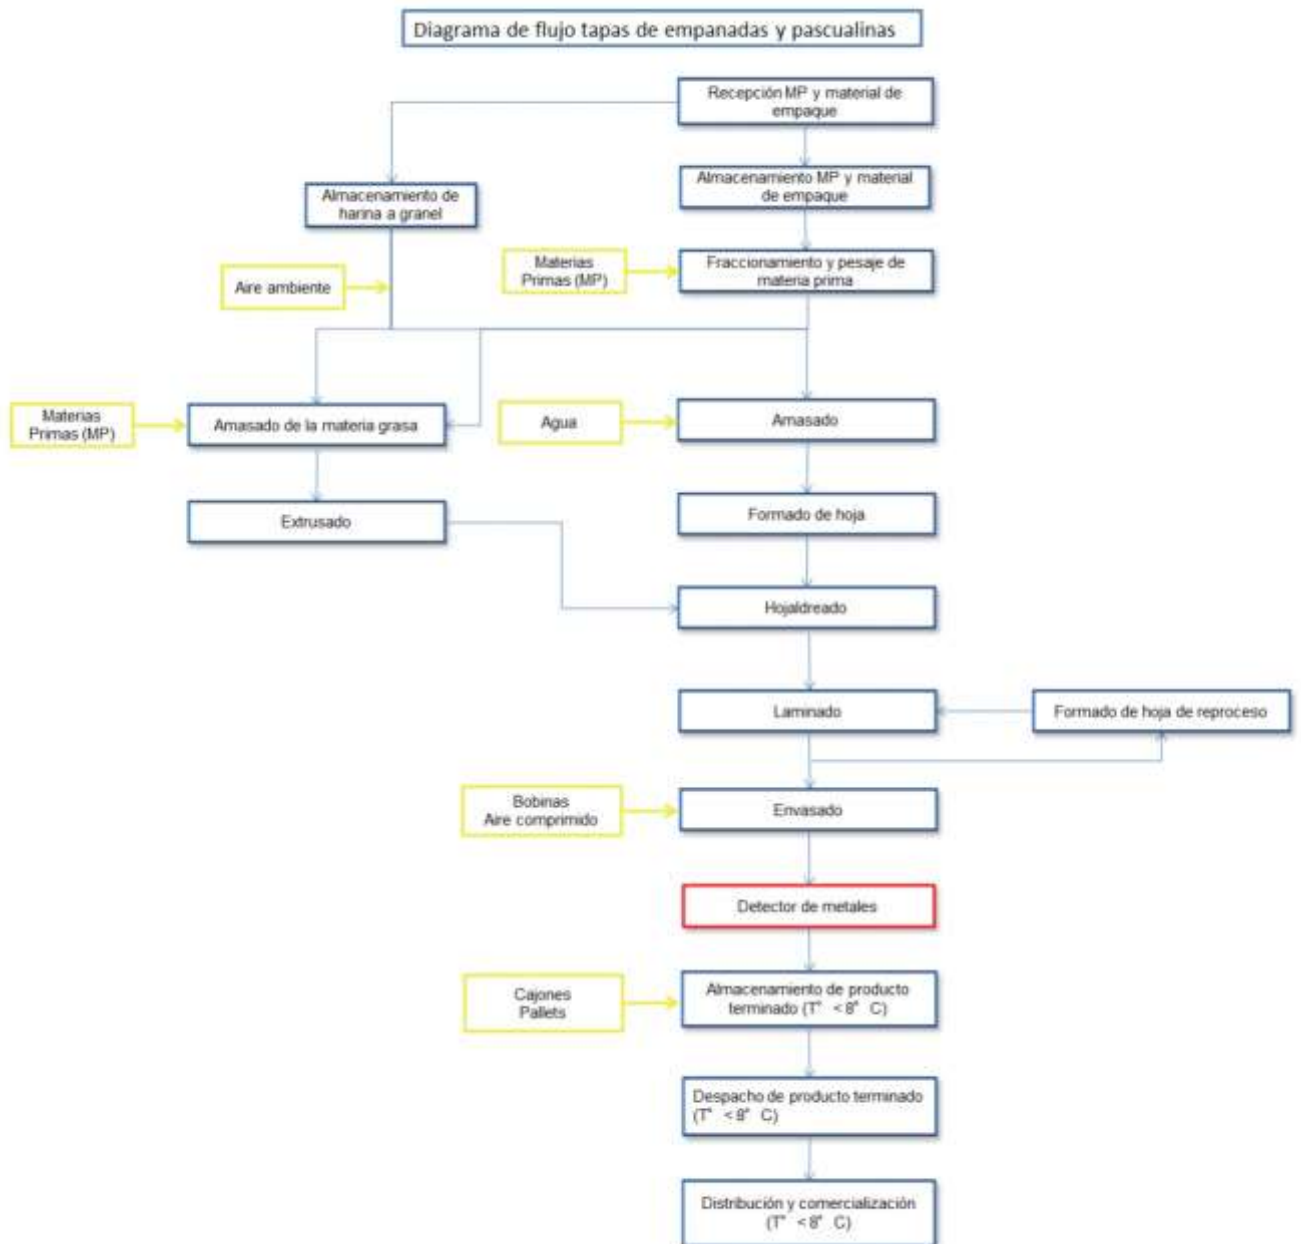 Diagrama de flujo tapas de empanadas y pascualinas
Recepción MP y material de
empaque
Almacenamiento MP y material
de empaque
Almacenamiento de
harina a granel
Materias
Primas (MP)
Fraccionamiento y pesaje de
materia prima
Aire ambiente
Materias
Primas (MP)
Amasado de la materia grasa
Agua
Amasado
Extrusado
Formado de hoja
Hojaldreado
Laminado
Formado de hoja de reproceso
Bobinas
Aire comprimido
Envasado
Detector de metales
Cajones
Pallets
Almacenamiento de producto
terminado (T° <8° C)
Despacho de producto terminado
(T° <8° C)
Distribución y comercialización
(T° <8° C)